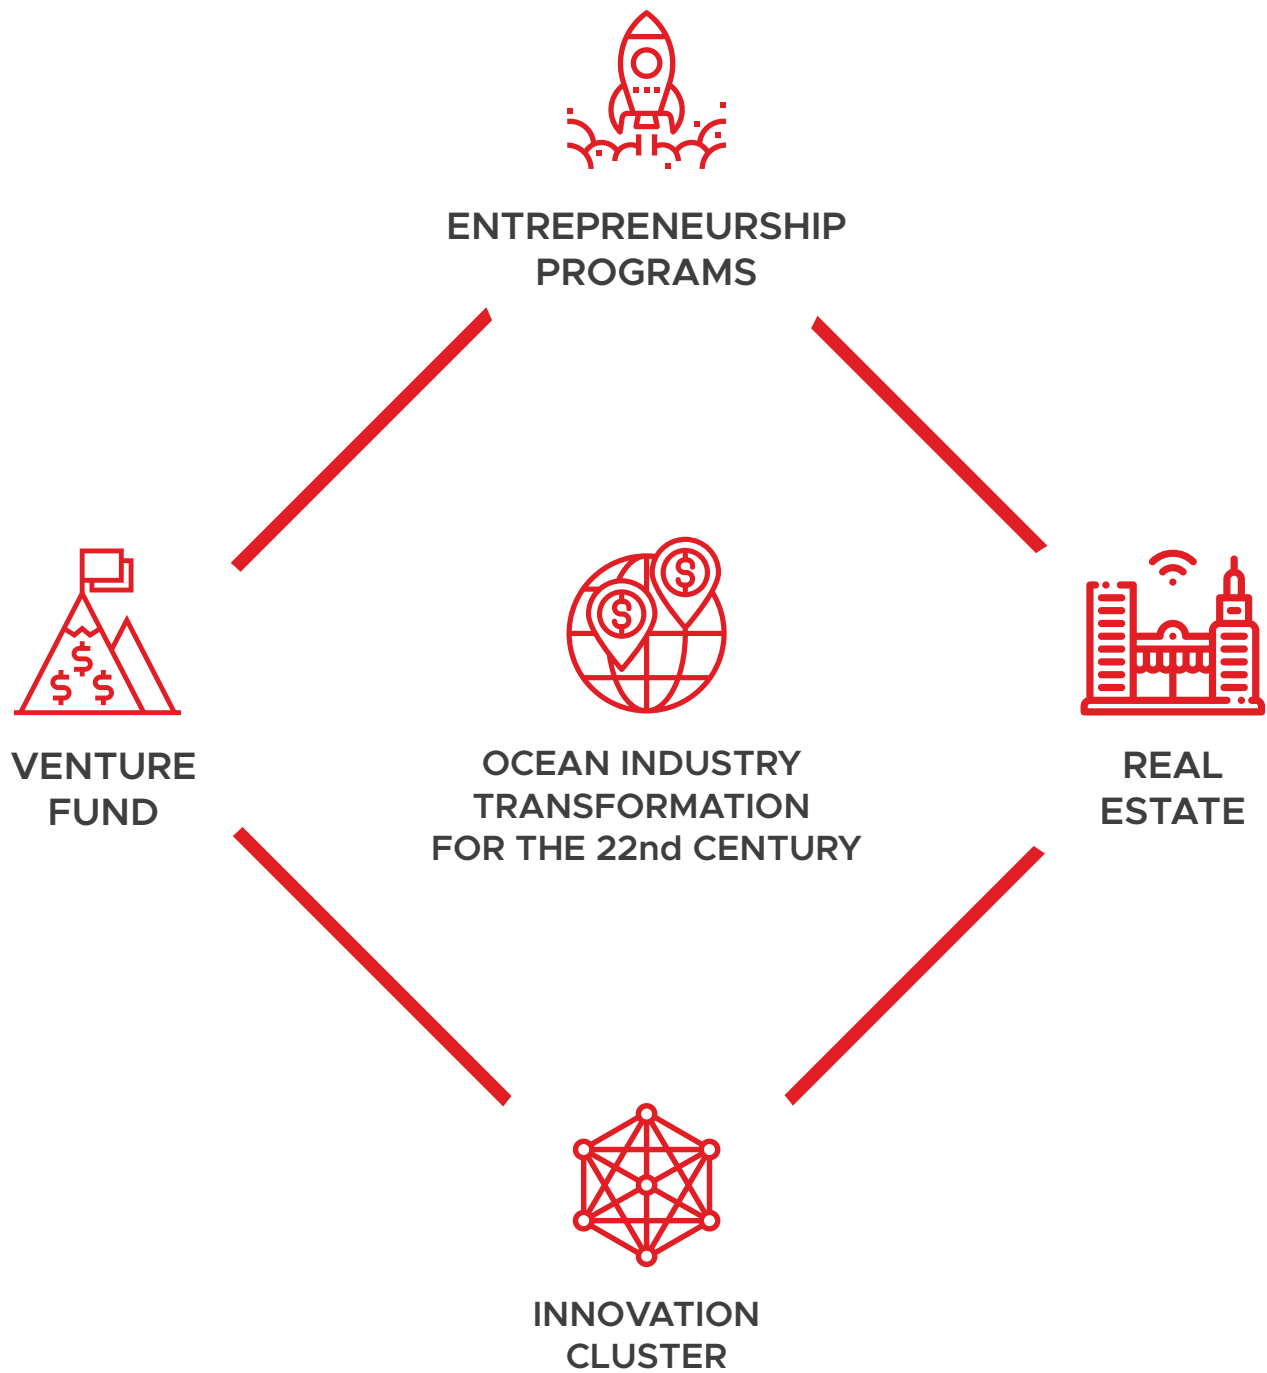 ENTREPRENEURSHIP
PROGRAMS
VENTURE
FUND
OCEAN INDUSTRY
TRANSFORMATION
FOR THE 22nd CENTURY
REAL
ESTATE
INNOVATION
CLUSTER